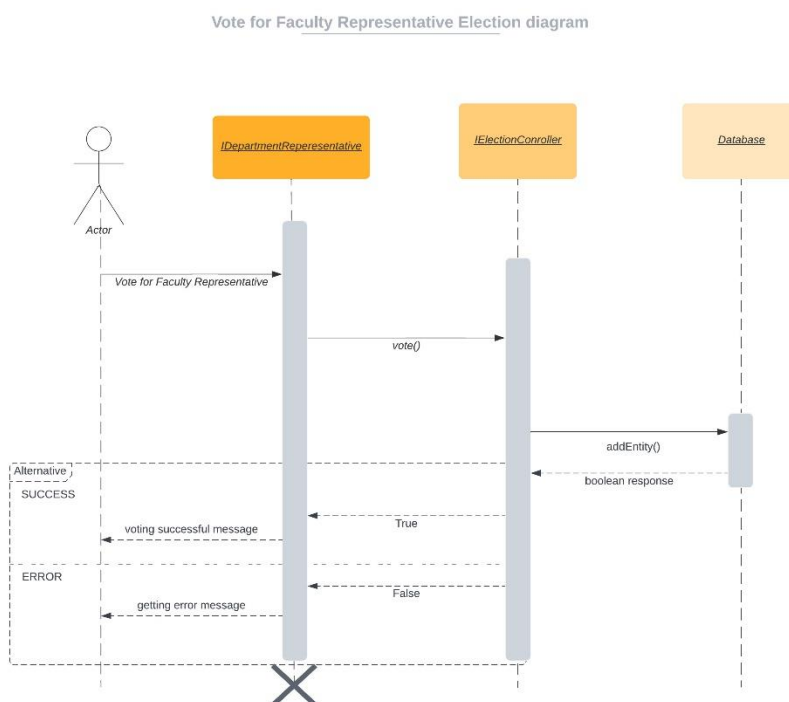 Vote for Faculty Representative Election diagram
IDepartmentReperesentative
IElectionConroller
Database
Actor
Vote for Faculty Representative
vote()
addEntity()
Alternative
boolean response
SUCCESS
True
voting successful message
ERROR
False
getting error message